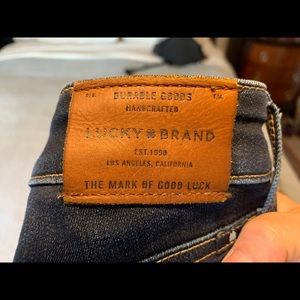 DURABLE GOODS
HANDCRAFTED
LUCKY BRAND
EST. 1990
LOS ANGELES, CALIFORNIA
THE MARK OF GOOD LUCK